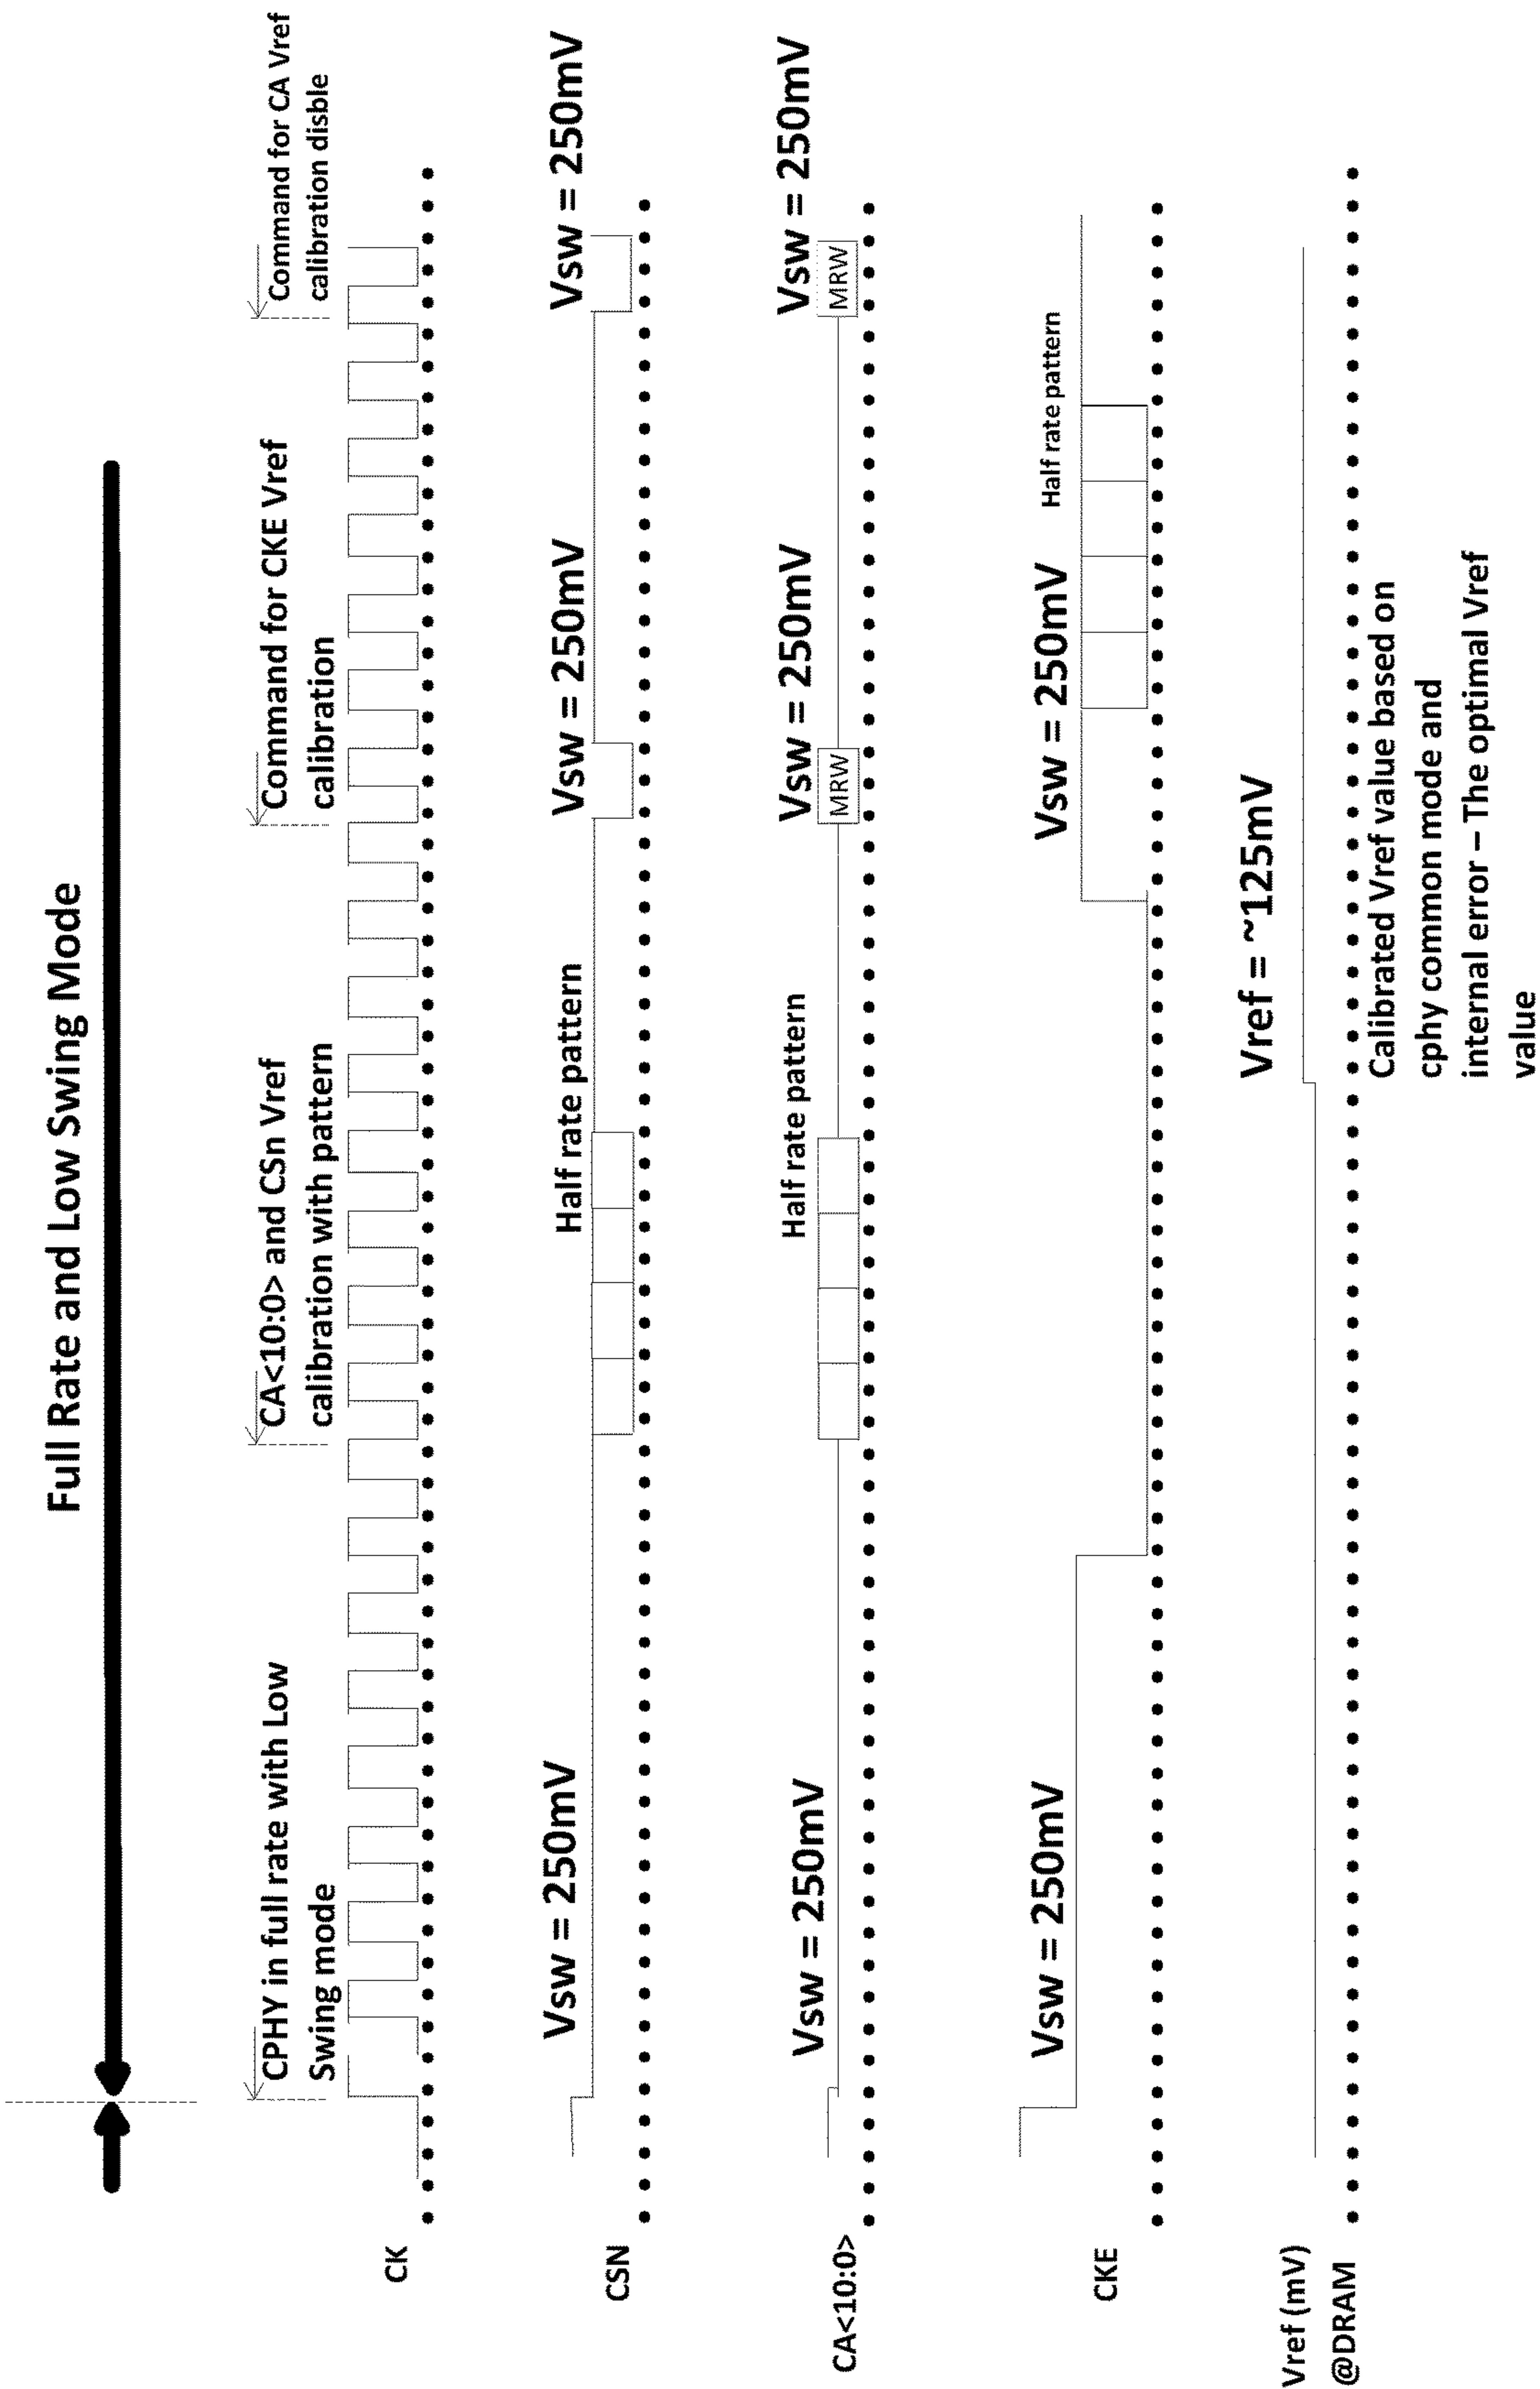 Full Rate and Low Swing Mode
CPHY in full rate with Low
Swing mode
CA<10:0> and CSn Vref
calibration with pattern
Command for CKE Vref
calibration
Command for CA Vref
calibration disble
CK
Vsw = 250mV
Half rate pattern
Vsw = 250mV
Vsw = 250mV
CSN
Vsw = 250mV
Half rate pattern
Vsw = 250mV
Vsw = 250mV
MRW
MRW
CA<10:0>
Vsw = 250mV
Vsw = 250mV
Half rate pattern
CKE
Vref = ~125mV
Vref (mV)
@DRAM
Calibrated Vref value based on
cphy common mode and
internal error – The optimal Vref
value